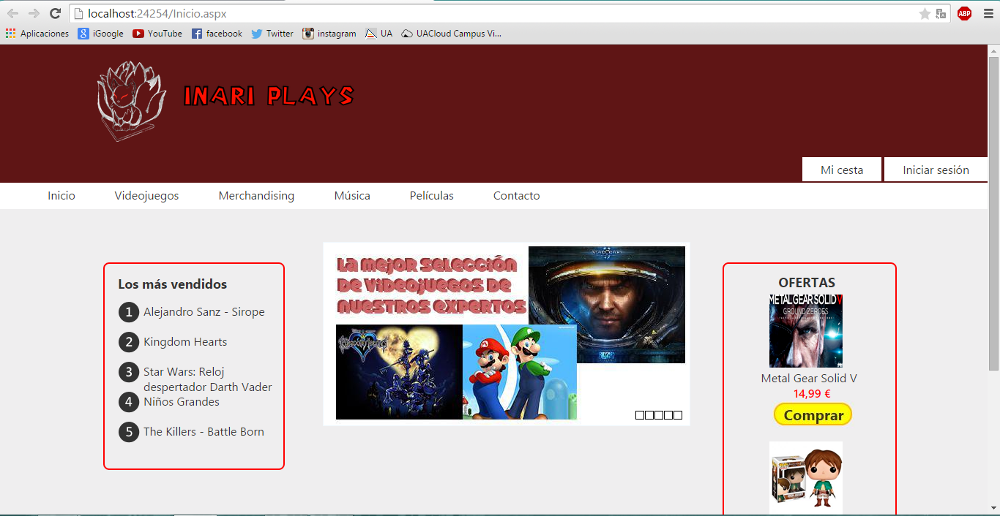 localhost:24254/Inicio.aspx
ABP
Aplicaciones iGoogle YouTube facebook Twitter instagram UA UACloud Campus Vi...
INARI PLAYS
Mi cesta Iniciar sesión
Inicio Videojuegos Merchandising Música Películas Contacto
La mejor selección
de videojuegos de
nuestros expertos
STARCRAFT
KINGDOM HEARTS
Los más vendidos
1 Alejandro Sanz - Sirope
2 Kingdom Hearts
3 Star Wars: Reloj
despertador Darth Vader
4 Niños Grandes
5 The Killers - Battle Born
OFERTAS
METAL GEAR SOLID V
GROUND ZEROES
Metal Gear Solid V
14,99 €
Comprar